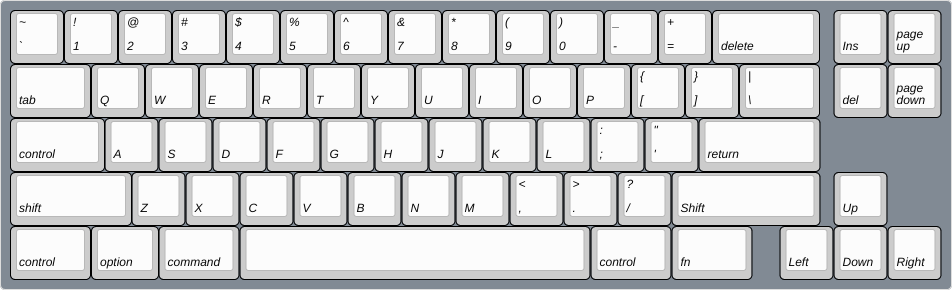 ~ ! @ # $ % ^ & * ( ) _ + page
` 1 2 3 4 5 6 7 8 9 0 - = delete Ins up
{ } | page
tab Q W E R T Y U I O P [ ] \ del down
: "
control A S D F G H J K L ; ' return
< > ?
shift Z X C V B N M , . / Shift Up
control option command control fn Left Down Right